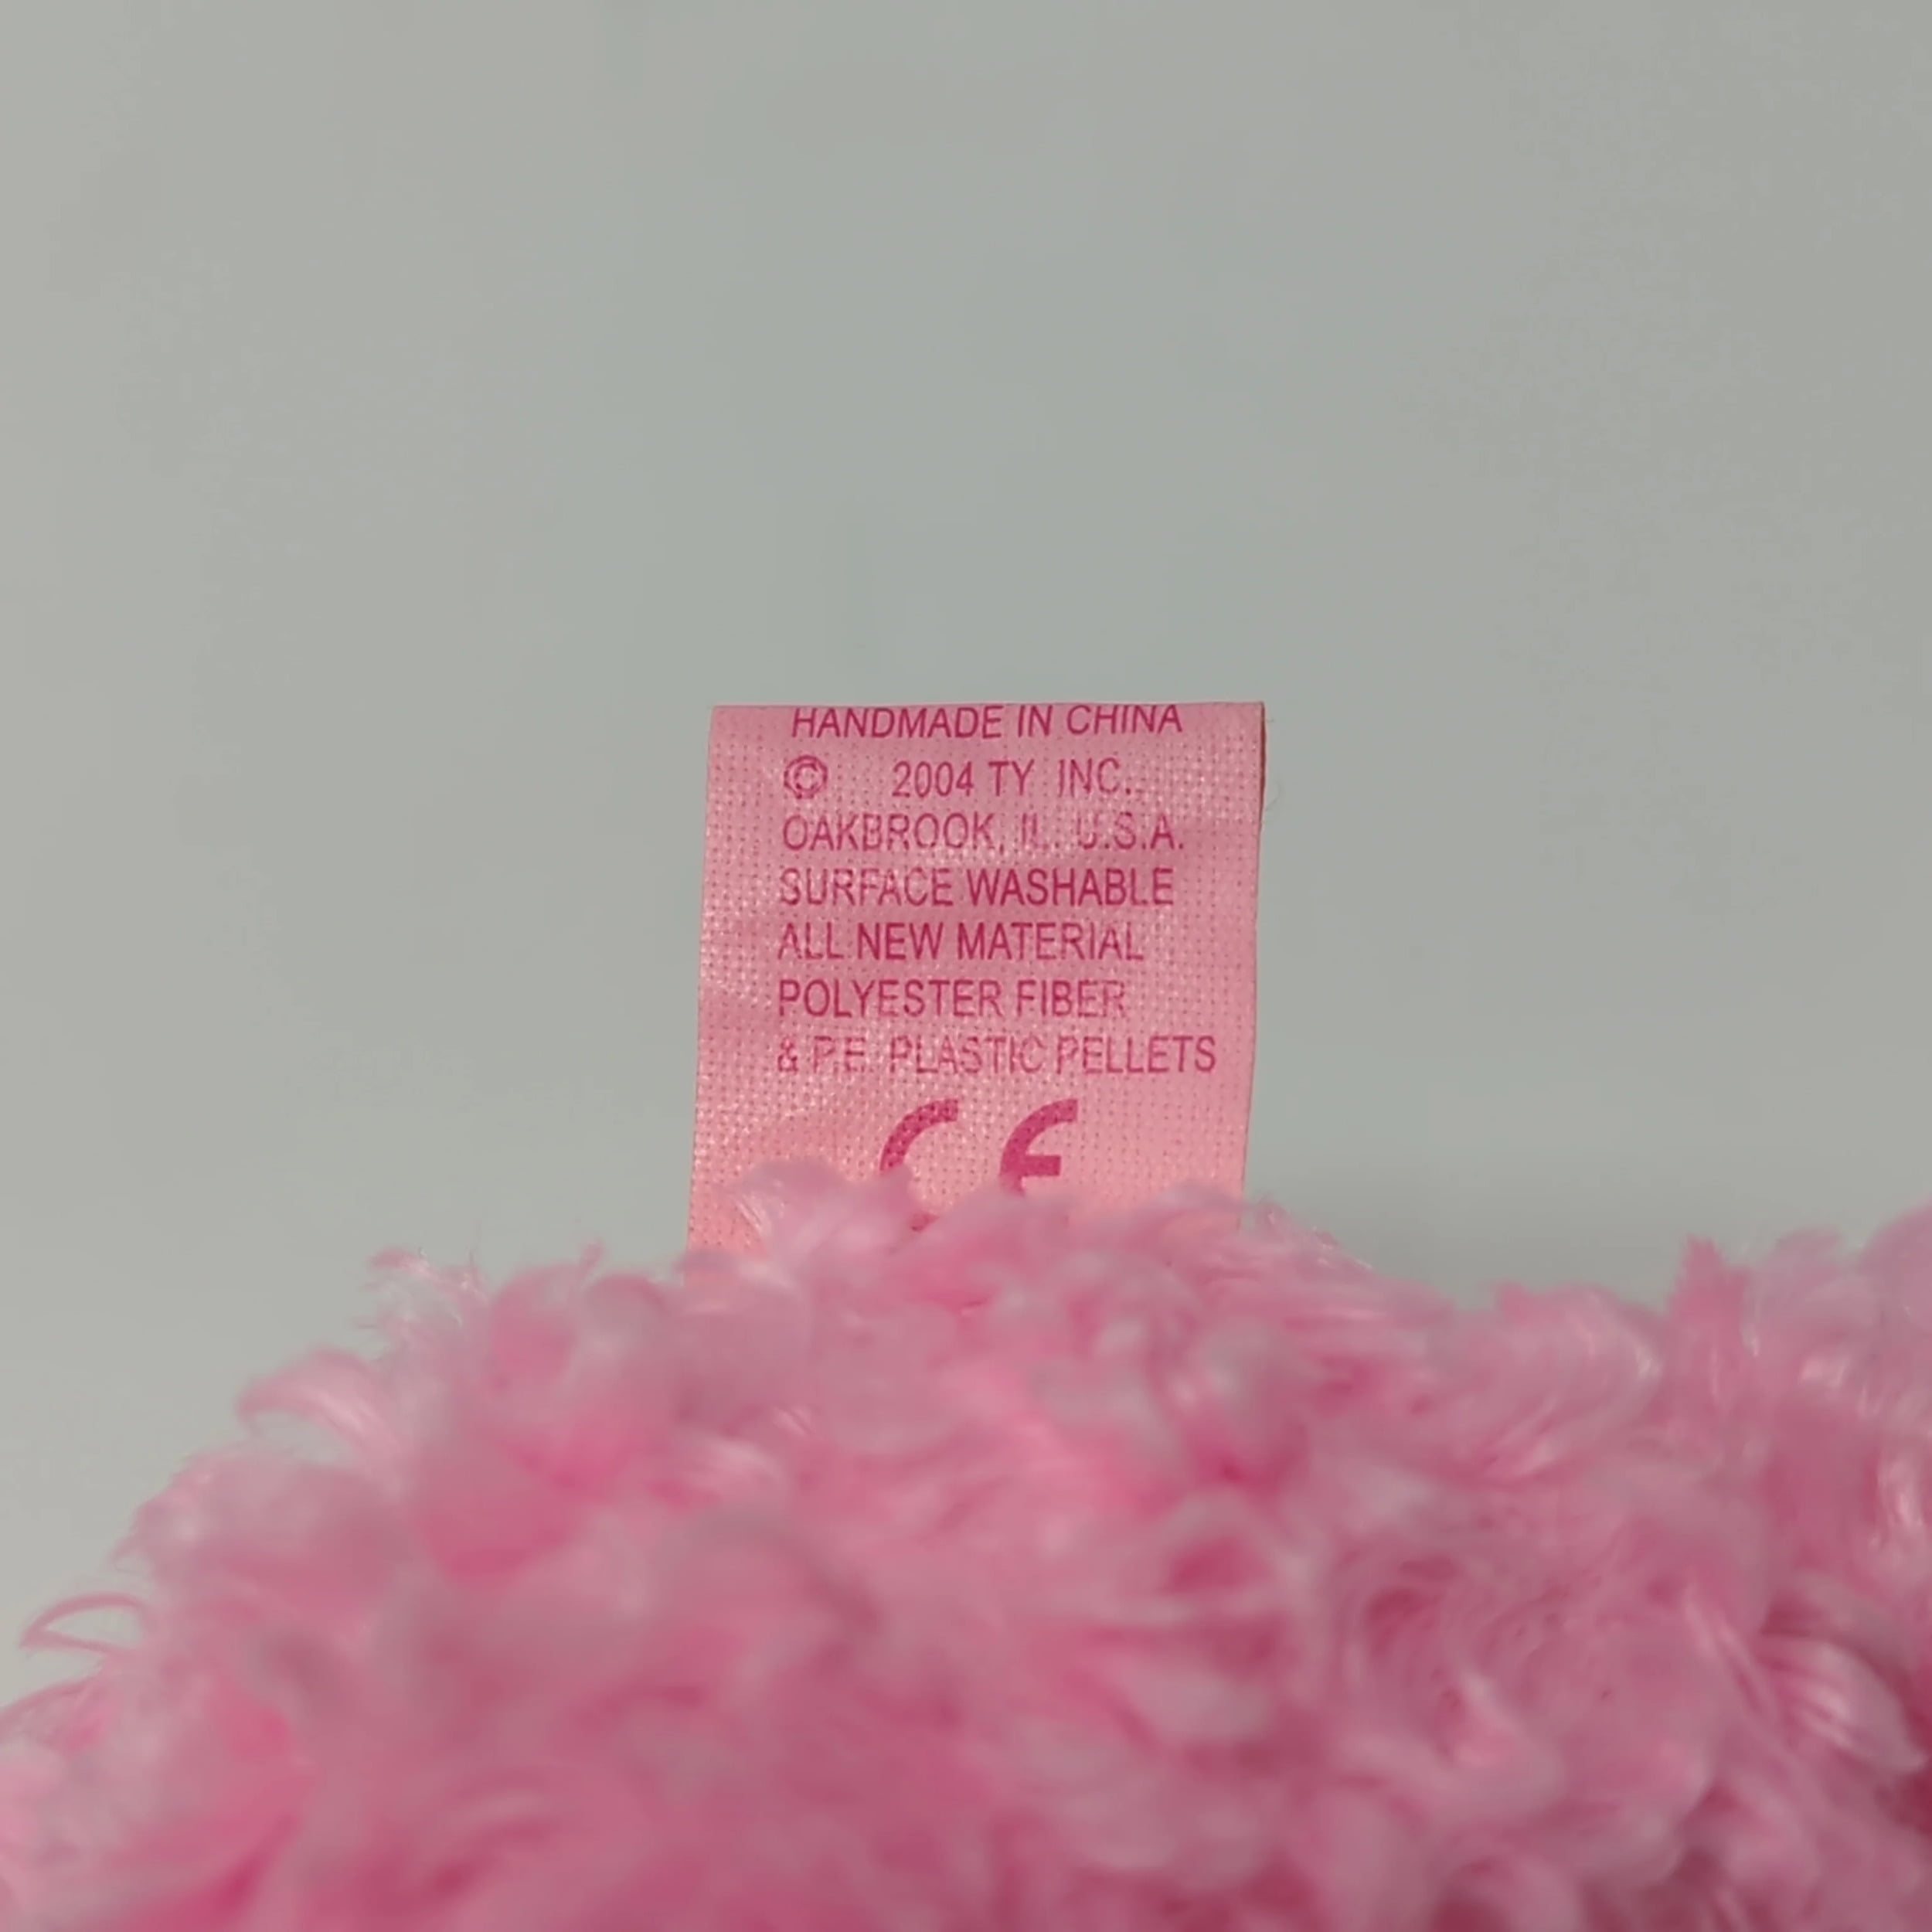 HANDMADE IN CHINA
© 2004 TY INC.,
OAKBROOK, IL. U.S.A.
SURFACE WASHABLE
ALL NEW MATERIAL
POLYESTER FIBER
& P.E. PLASTIC PELLETS
CE